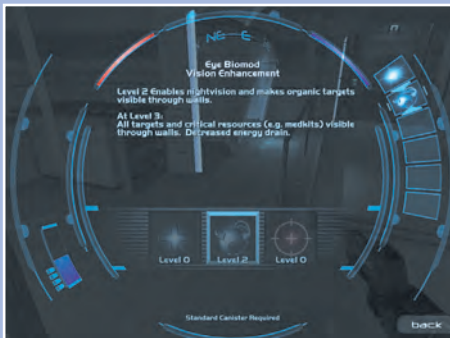 NE E
Eye Biomod
Vision Enhancement
Level 2 Enables nightvision and makes organic targets
visible through walls.
At Level 3:
All targets and critical resources (e.g. medkits) visible
through walls. Decreased energy drain.
Level 0
Level 2
Level 0
Standard Canister Required
back